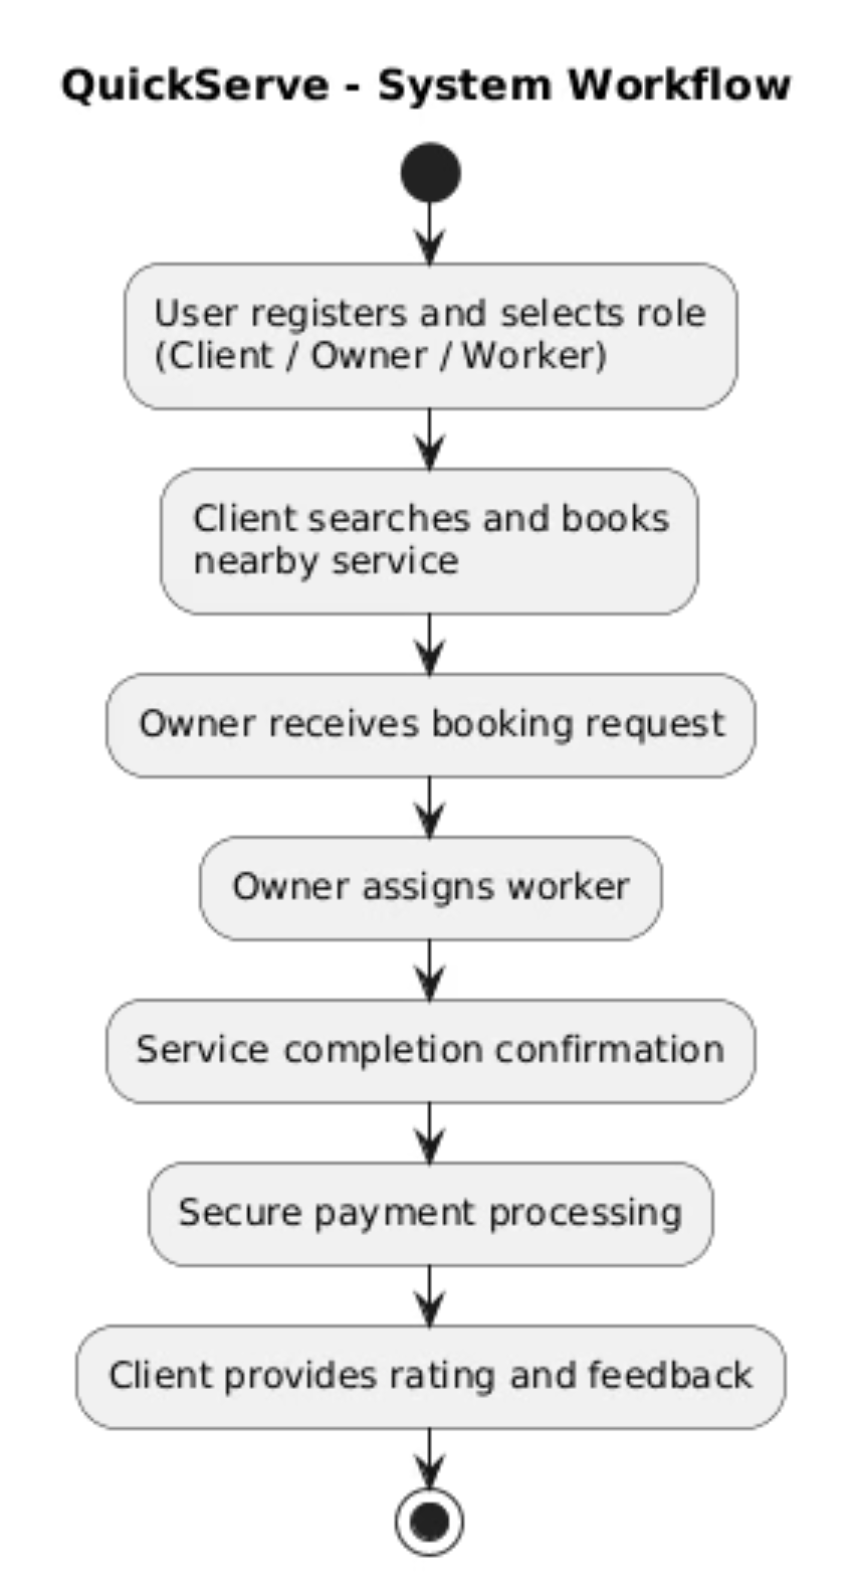 QuickServe - System Workflow
User registers and selects role
(Client / Owner / Worker)
Client searches and books
nearby service
Owner receives booking request
Owner assigns worker
Service completion confirmation
Secure payment processing
Client provides rating and feedback